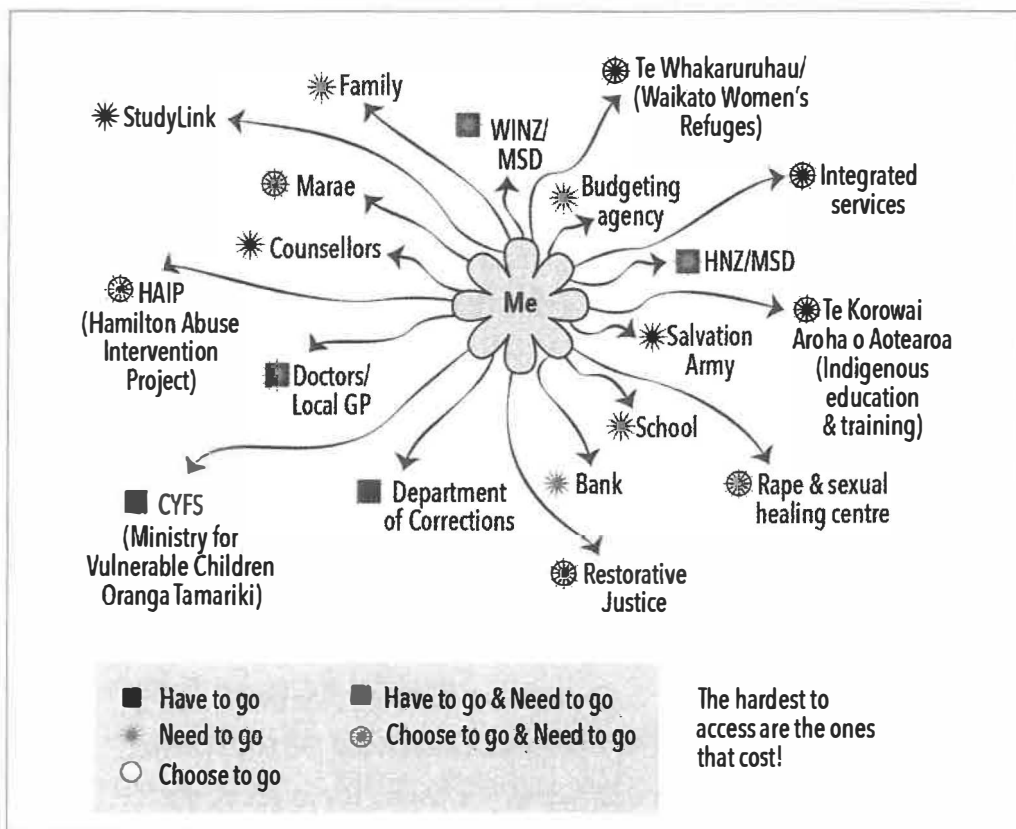 Family
StudyLink
WINZ/
MSD
Te Whakaruruhau/
(Waikato Women's
Refuges)
Marae
Budgeting
agency
Integrated
services
Counsellors
HNZ/MSD
HAIP
(Hamilton Abuse
Intervention
Project)
Me
Te Korowai
Aroha o Aotearoa
(Indigenous
education
& training)
Doctors/
Local GP
Salvation
Army
School
CYFS
(Ministry for
Vulnerable Children
Oranga Tamariki)
Department
of Corrections
Bank
Rape & sexual
healing centre
Restorative
Justice
Have to go
Need to go
Choose to go
Have to go & Need to go
Choose to go & Need to go
The hardest to
access are the ones
that cost!